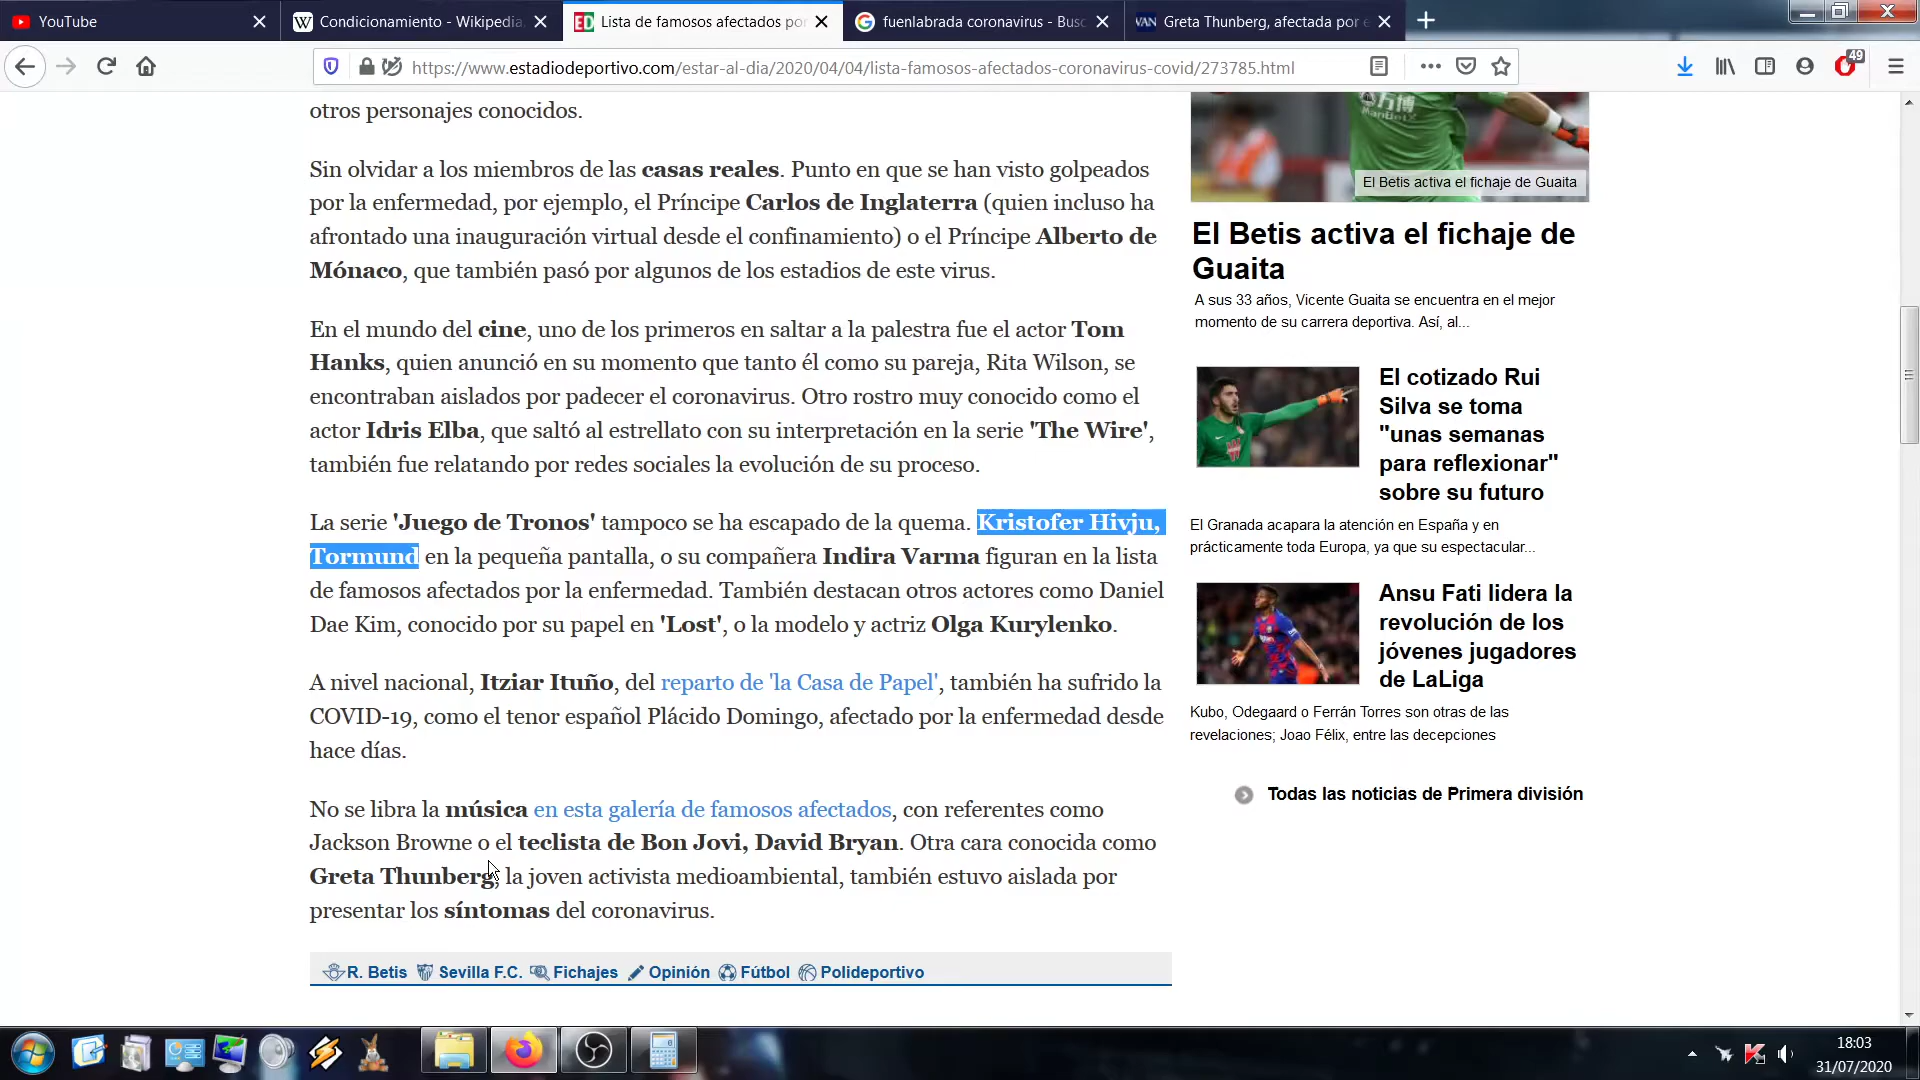 YouTube
Condicionamiento - Wikipedia
Lista de famosos afectados por
fuenlabrada coronavirus - Busc
Greta Thunberg, afectada por e
https://www.estadiodeportivo.com/estar-al-dia/2020/04/04/lista-famosos-afectados-coronavirus-covid/273785.html
49
otros personajes conocidos.
Sin olvidar a los miembros de las casas reales. Punto en que se han visto golpeados
por la enfermedad, por ejemplo, el Príncipe Carlos de Inglaterra (quien incluso ha
afrontado una inauguración virtual desde el confinamiento) o el Príncipe Alberto de
Mónaco, que también pasó por algunos de los estadios de este virus.
En el mundo del cine, uno de los primeros en saltar a la palestra fue el actor Tom
Hanks, quien anunció en su momento que tanto él como su pareja, Rita Wilson, se
encontraban aislados por padecer el coronavirus. Otro rostro muy conocido como el
actor Idris Elba, que saltó al estrellato con su interpretación en la serie 'The Wire',
también fue relatando por redes sociales la evolución de su proceso.
La serie 'Juego de Tronos' tampoco se ha escapado de la quema. Kristofer Hivju,
Tormund en la pequeña pantalla, o su compañera Indira Varma figuran en la lista
de famosos afectados por la enfermedad. También destacan otros actores como Daniel
Dae Kim, conocido por su papel en 'Lost', o la modelo y actriz Olga Kurylenko.
A nivel nacional, Itziar Ituño, del reparto de 'la Casa de Papel', también ha sufrido la
COVID-19, como el tenor español Plácido Domingo, afectado por la enfermedad desde
hace días.
No se libra la música en esta galería de famosos afectados, con referentes como
Jackson Browne o el teclista de Bon Jovi, David Bryan. Otra cara conocida como
Greta Thunberg, la joven activista medioambiental, también estuvo aislada por
presentar los síntomas del coronavirus.
R. Betis Sevilla F.C. Fichajes Opinión Fútbol Polideportivo
万博
ManBetX
El Betis activa el fichaje de Guaita
El Betis activa el fichaje de
Guaita
A sus 33 años, Vicente Guaita se encuentra en el mejor
momento de su carrera deportiva. Así, al...
El cotizado Rui
Silva se toma
"unas semanas
para reflexionar"
sobre su futuro
El Granada acapara la atención en España y en
prácticamente toda Europa, ya que su espectacular...
Ansu Fati lidera la
revolución de los
jóvenes jugadores
de LaLiga
Kubo, Odegaard o Ferrán Torres son otras de las
revelaciones; Joao Félix, entre las decepciones
Todas las noticias de Primera división
18:03
31/07/2020